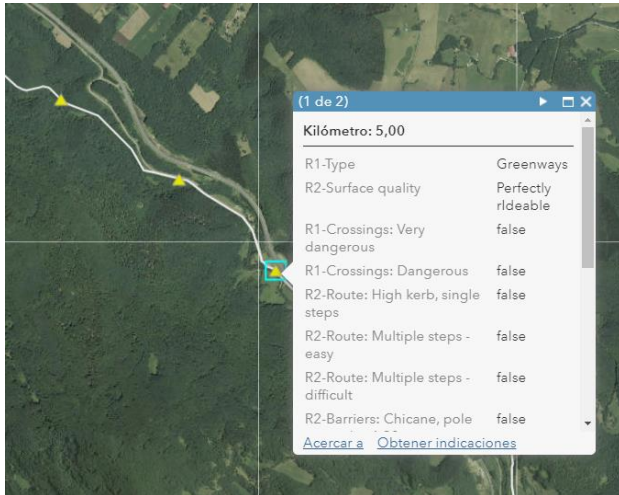 (1 de 2)
Kilómetro: 5,00
R1-Type Greenways
R2-Surface quality Perfectly
rIdeable
R1-Crossings: Very false
dangerous
R1-Crossings: Dangerous false
R2-Route: High kerb, single false
steps
R2-Route: Multiple steps - false
easy
R2-Route: Multiple steps - false
difficult
R2-Barriers: Chicane, pole false
Acercar a Obtener indicaciones